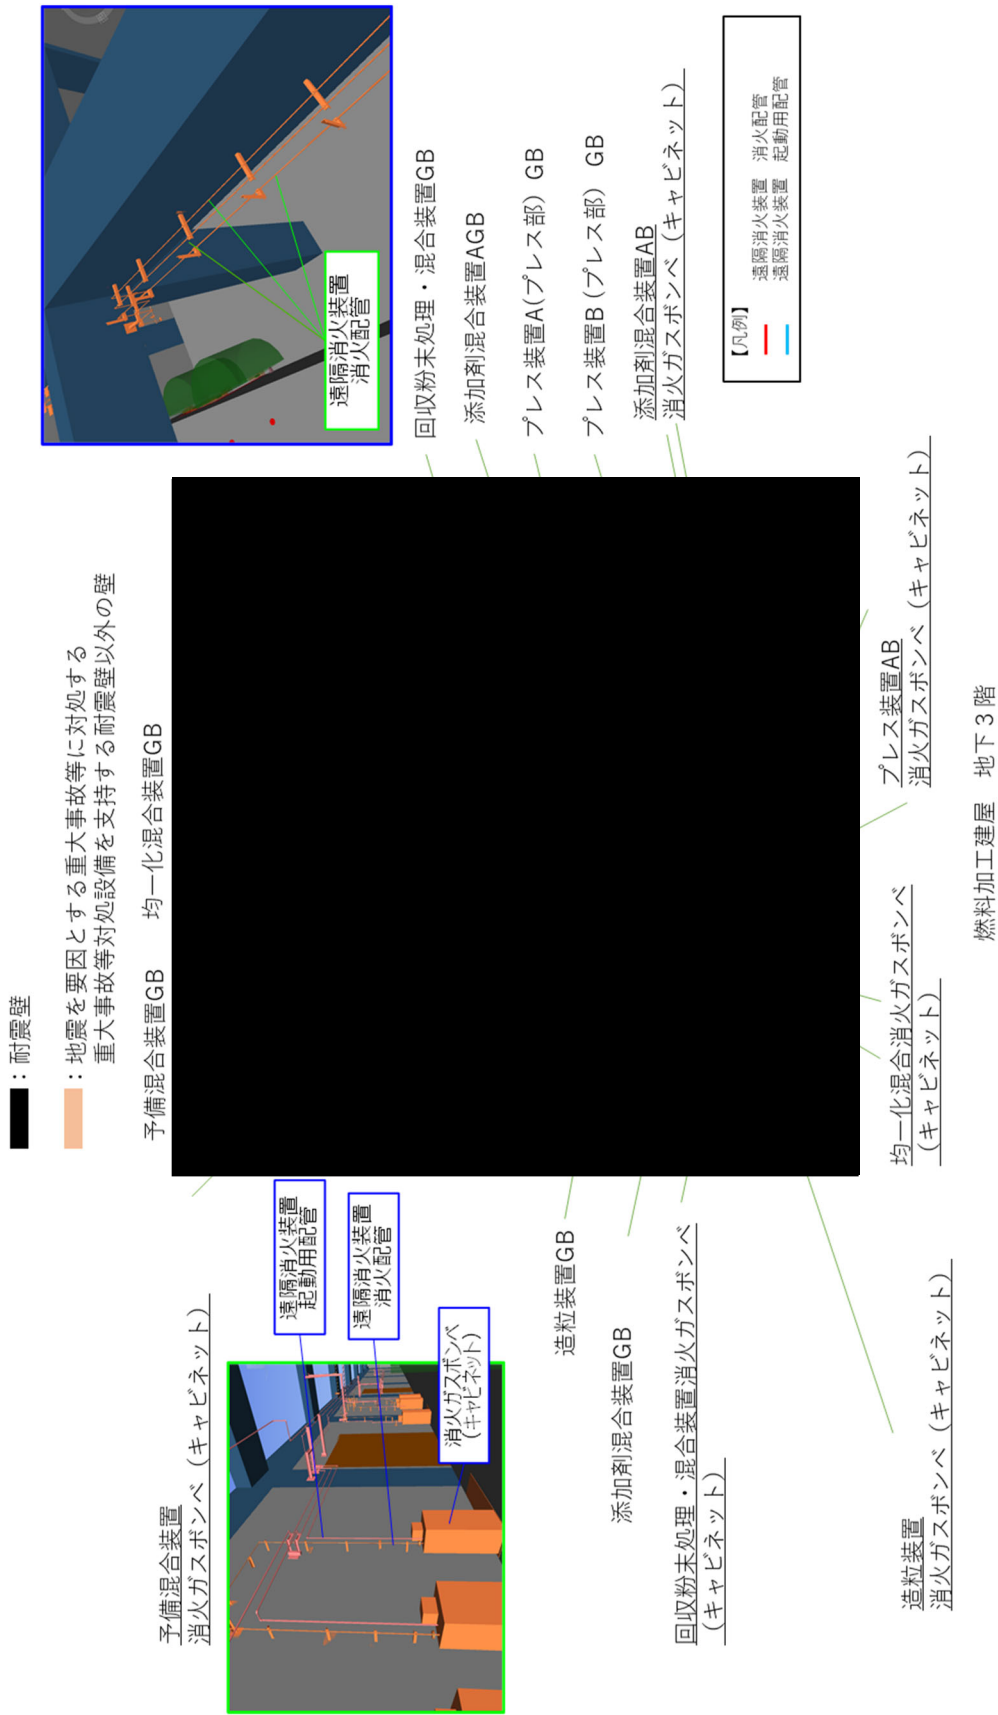 ：耐震壁
：地震を要因とする重大事故等に対処する
重大事故等対処設備を支持する耐震壁以外の壁
予備混合装置GB
均一化混合装置GB
遠隔消火装置
消火配管
回収粉末処理・混合装置GB
添加剤混合装置AGB
プレス装置A(プレス部）GB
プレス装置B(プレス部）GB
添加剤混合装置AB
消火ガスボンベ（キャビネット）
【凡例】
遠隔消火装置　消火配管
遠隔消火装置　起動用配管
予備混合装置
消火ガスボンベ（キャビネット）
遠隔消火装置
起動用配管
遠隔消火装置
消火配管
消火ガスボンベ
(キャビネット)
造粒装置GB
添加剤混合装置GB
回収粉末処理・混合装置消火ガスボンベ
（キャビネット）
造粒装置
消火ガスボンベ（キャビネット）
均一化混合消火ガスボンベ
（キャビネット）
プレス装置AB
消火ガスボンベ（キャビネット）
燃料加工建屋　地下３階